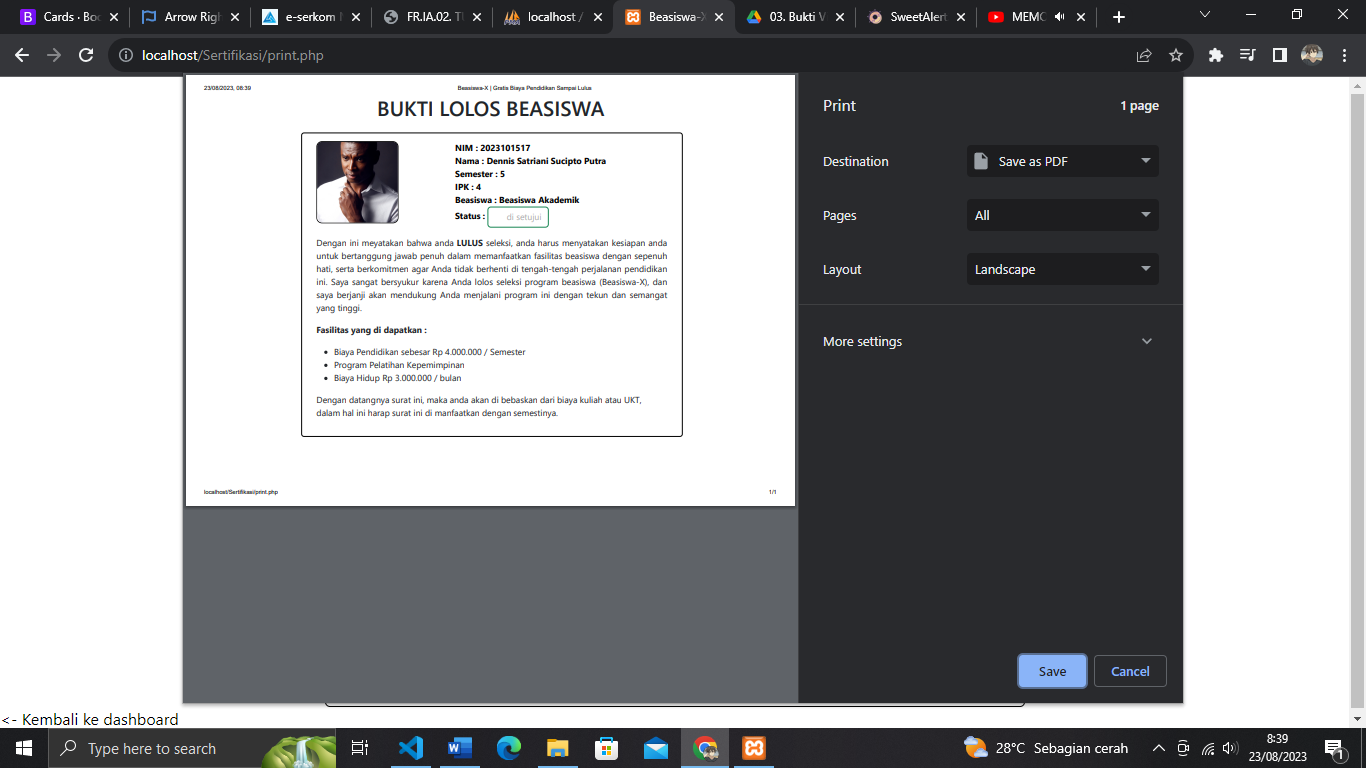 Cards · Bo
Arrow Righ
e-serkom
FR.IA.02. T
localhost /
Beasiswa-X
03. Bukti V
SweetAlert
MEMO
localhost/Sertifikasi/print.php
23/08/2023, 08:39
Beasiswa-X | Gratis Biaya Pendidikan Sampai Lulus
BUKTI LOLOS BEASISWA
NIM : 2023101517
Nama : Dennis Satriani Sucipto Putra
Semester : 5
IPK : 4
Beasiswa : Beasiswa Akademik
Status : di setujui
Dengan ini meyatakan bahwa anda LULUS seleksi, anda harus menyatakan kesiapan anda
untuk bertanggung jawab penuh dalam memanfaatkan fasilitas beasiswa dengan sepenuh
hati, serta berkomitmen agar Anda tidak berhenti di tengah-tengah perjalanan pendidikan
ini. Saya sangat bersyukur karena Anda lolos seleksi program beasiswa (Beasiswa-X), dan
saya berjanji akan mendukung Anda menjalani program ini dengan tekun dan semangat
yang tinggi.
Fasilitas yang di dapatkan :
• Biaya Pendidikan sebesar Rp 4.000.000 / Semester
• Program Pelatihan Kepemimpinan
• Biaya Hidup Rp 3.000.000 / bulan
Dengan datangnya surat ini, maka anda akan di bebaskan dari biaya kuliah atau UKT,
dalam hal ini harap surat ini di manfaatkan dengan semestinya.
localhost/Sertifikasi/print.php
1/1
Print
1 page
Destination
Save as PDF
Pages
All
Layout
Landscape
More settings
Save
Cancel
<- Kembali ke dashboard
Type here to search
28°C Sebagian cerah
8:39
23/08/2023
1